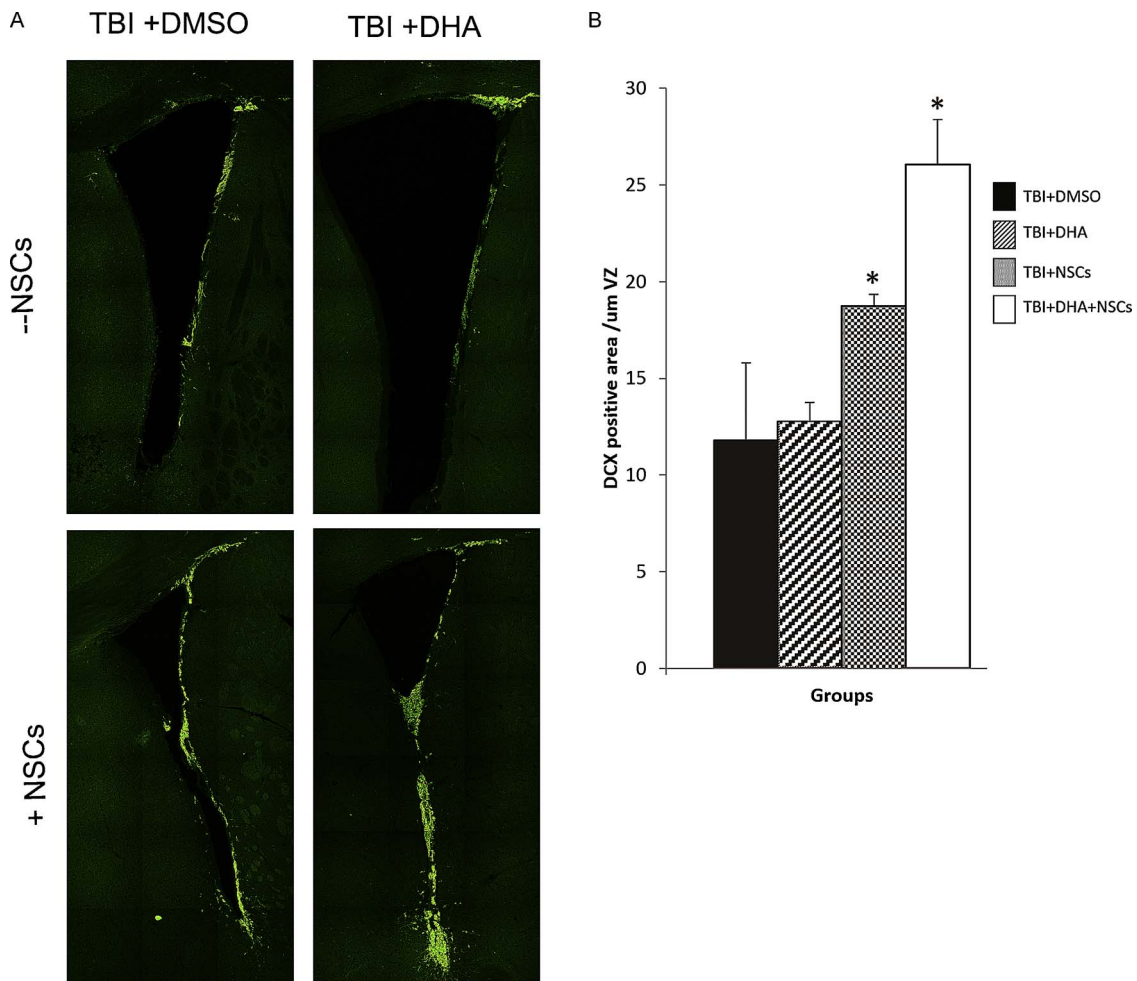 A
TBI +DMSO
TBI +DHA
--NSCs
+ NSCs
B
DCX positive area /um VZ
30
25
20
15
10
5
0
*
*
Groups
TBI+DMSO
TBI+DHA
TBI+NSCs
TBI+DHA+NSCs